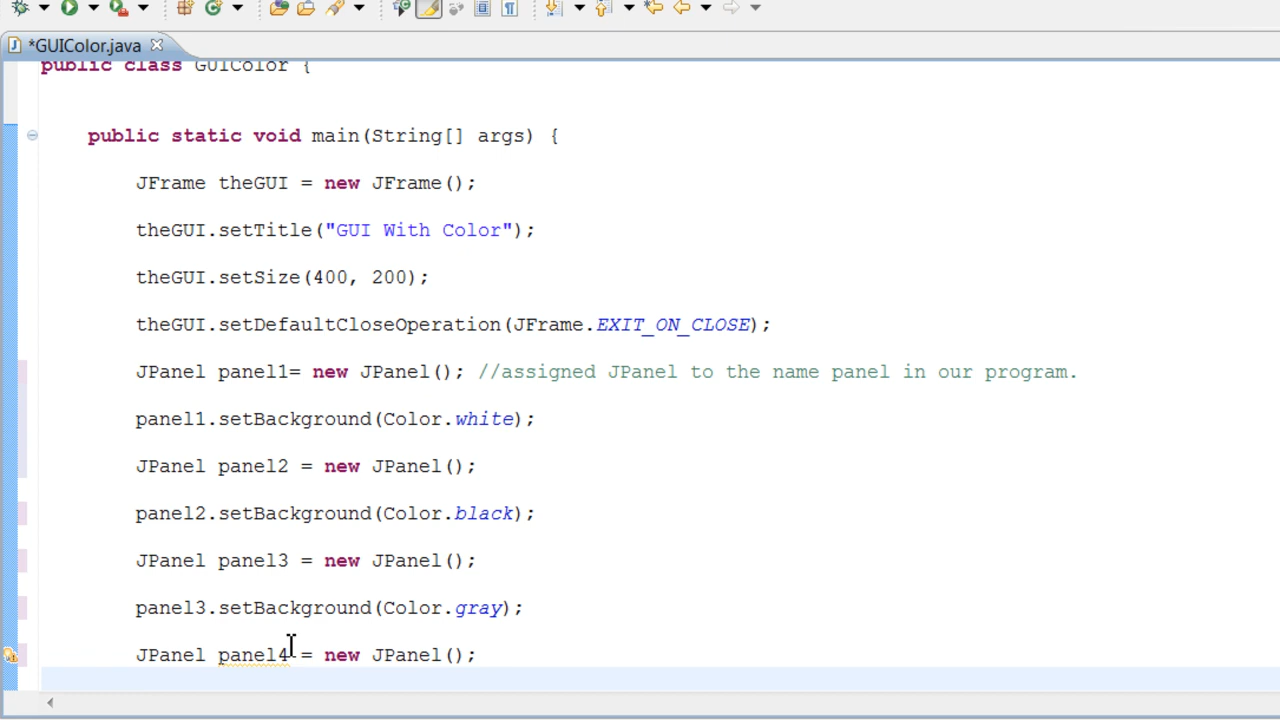 *GUIColor.java
public class GUIColor {
public static void main(String[] args) {
JFrame theGUI = new JFrame();
theGUI.setTitle("GUI With Color");
theGUI.setSize(400, 200);
theGUI.setDefaultCloseOperation(JFrame.EXIT_ON_CLOSE);
JPanel panel1= new JPanel(); //assigned JPanel to the name panel in our program.
panel1.setBackground(Color.white);
JPanel panel2 = new JPanel();
panel2.setBackground(Color.black);
JPanel panel3 = new JPanel();
panel3.setBackground(Color.gray);
JPanel panel4 = new JPanel();